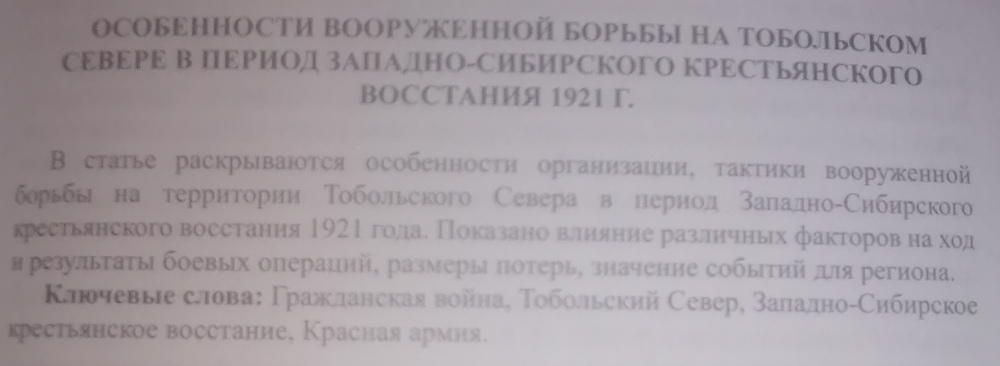 ОСОБЕННОСТИ ВООРУЖЕННОЙ БОРЬБЫ НА ТОБОЛЬСКОМ
СЕВЕРЕ В ПЕРИОД ЗАПАДНО-СИБИРСКОГО КРЕСТЬЯНСКОГО
ВОССТАНИЯ 1921 Г.
В статье раскрываются особенности организации, тактики вооруженной
борьбы на территории Тобольского Севера в период Западно-Сибирского
крестьянского восстания 1921 года. Показано влияние различных факторов на ход
и результаты боевых операций, размеры потерь, значение событий для региона.
Ключевые слова: Гражданская война, Тобольский Север, Западно-Сибирское
крестьянское восстание, Красная армия.